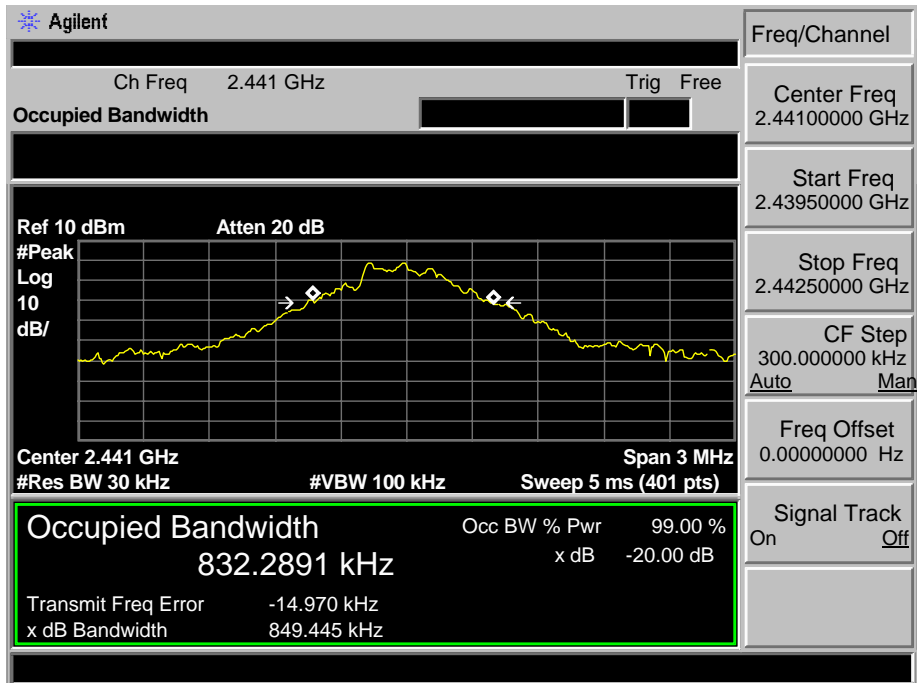 Agilent
Ch Freq 2.441 GHz Trig Free
Occupied Bandwidth
Ref 10 dBm Atten 20 dB
#Peak
Log
10
dB/
Center 2.441 GHz Span 3 MHz
#Res BW 30 kHz #VBW 100 kHz Sweep 5 ms (401 pts)
Occupied Bandwidth
832.2891 kHz
Occ BW % Pwr 99.00 %
x dB -20.00 dB
Transmit Freq Error -14.970 kHz
x dB Bandwidth 849.445 kHz
Freq/Channel
Center Freq
2.44100000 GHz
Start Freq
2.43950000 GHz
Stop Freq
2.44250000 GHz
CF Step
300.000000 kHz
Auto Man
Freq Offset
0.00000000 Hz
Signal Track
On Off